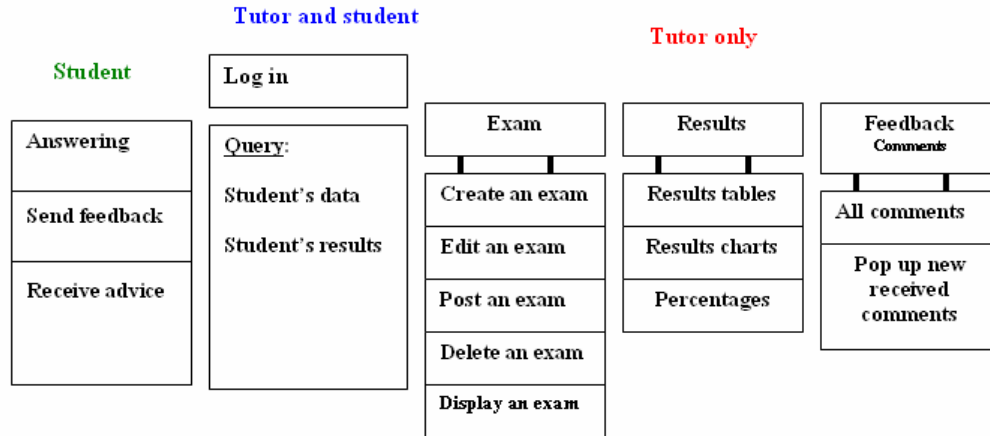 Tutor and student
Tutor only
Student
Log in
Answering
Send feedback
Receive advice
Query:
Student's data
Student's results
Exam
Create an exam
Edit an exam
Post an exam
Delete an exam
Display an exam
Results
Results tables
Results charts
Percentages
Feedback
Comments
All comments
Pop up new
received
comments